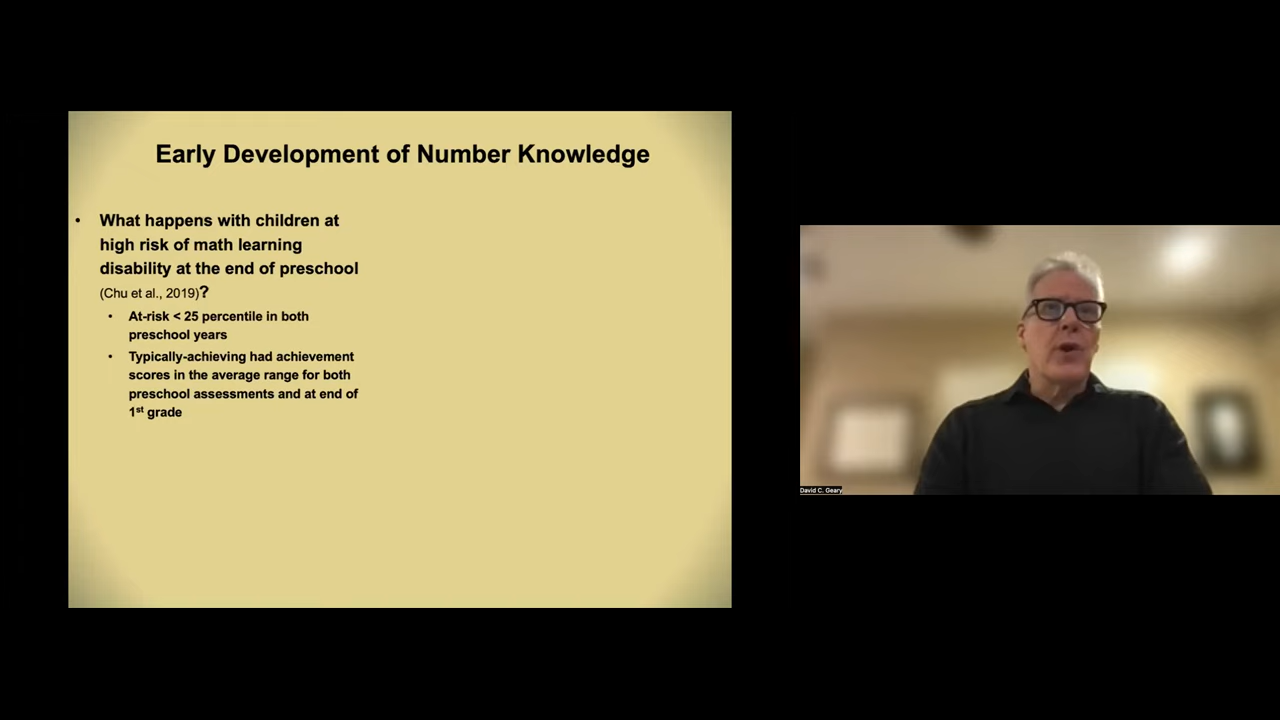 Early Development of Number Knowledge
• What happens with children at
high risk of math learning
disability at the end of preschool
(Chu et al., 2019)?
• At-risk < 25 percentile in both
preschool years
• Typically-achieving had achievement
scores in the average range for both
preschool assessments and at end of
1st grade
David C. Geary